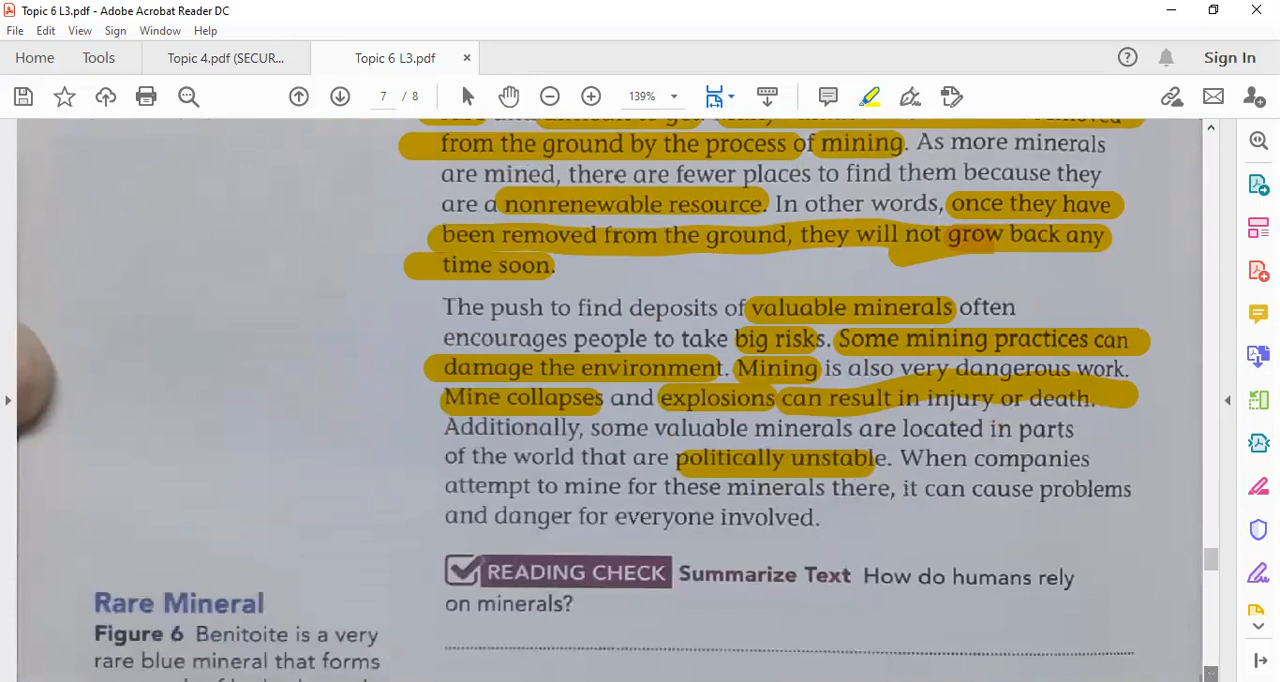 Topic 6 L3.pdf - Adobe Acrobat Reader DC
File Edit View Sign Window Help
Home Tools Topic 4.pdf (SECUR... Topic 6 L3.pdf × Sign In
7 / 8 139%
from the ground by the process of mining. As more minerals
are mined, there are fewer places to find them because they
are a nonrenewable resource. In other words, once they have
been removed from the ground, they will not grow back any
time soon.
The push to find deposits of valuable minerals often
encourages people to take big risks. Some mining practices can
damage the environment. Mining is also very dangerous work.
Mine collapses and explosions can result in injury or death.
Additionally, some valuable minerals are located in parts
of the world that are politically unstable. When companies
attempt to mine for these minerals there, it can cause problems
and danger for everyone involved.
READING CHECK Summarize Text How do humans rely
on minerals?
Rare Mineral
Figure 6 Benitoite is a very
rare blue mineral that forms